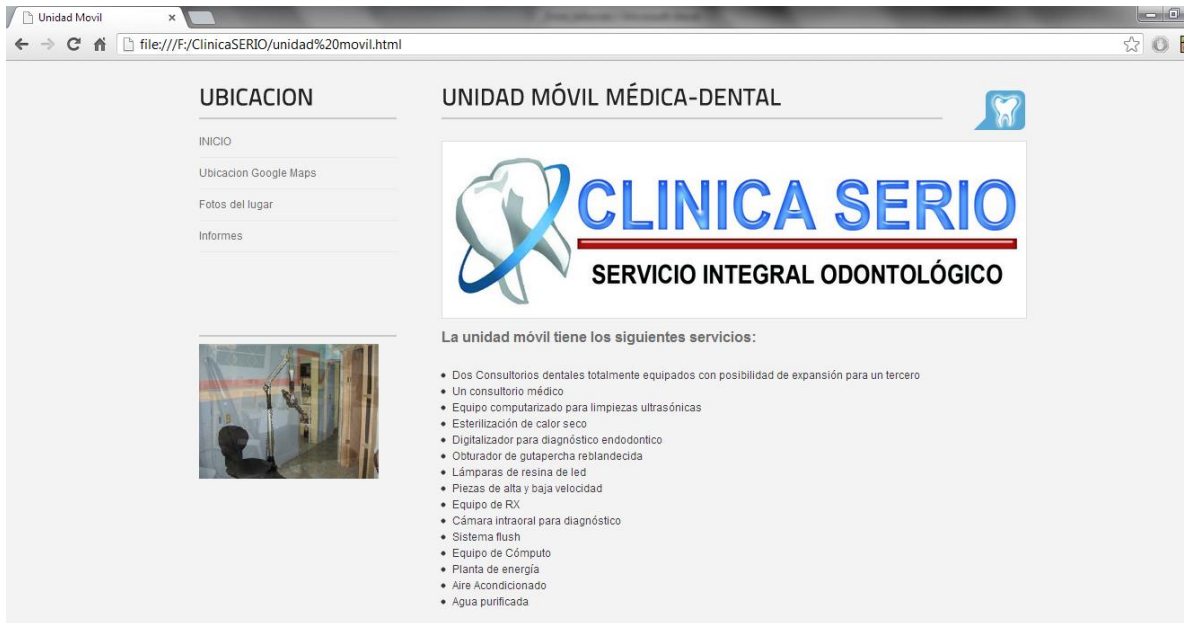 Unidad Movil
file:///F:/ClinicaSERIO/unidad%20movil.html
UBICACION
INICIO
Ubicacion Google Maps
Fotos del lugar
Informes
UNIDAD MÓVIL MÉDICA-DENTAL
CLINICA SERIO
SERVICIO INTEGRAL ODONTOLÓGICO
La unidad móvil tiene los siguientes servicios:
• Dos Consultorios dentales totalmente equipados con posibilidad de expansión para un tercero
• Un consultorio médico
• Equipo computarizado para limpiezas ultrasónicas
• Esterilización de calor seco
• Digitalizador para diagnóstico endodontico
• Obturador de gutapercha reblandecida
• Lámparas de resina de led
• Piezas de alta y baja velocidad
• Equipo de RX
• Cámara intraoral para diagnóstico
• Sistema flush
• Equipo de Cómputo
• Planta de energía
• Aire Acondicionado
• Agua purificada